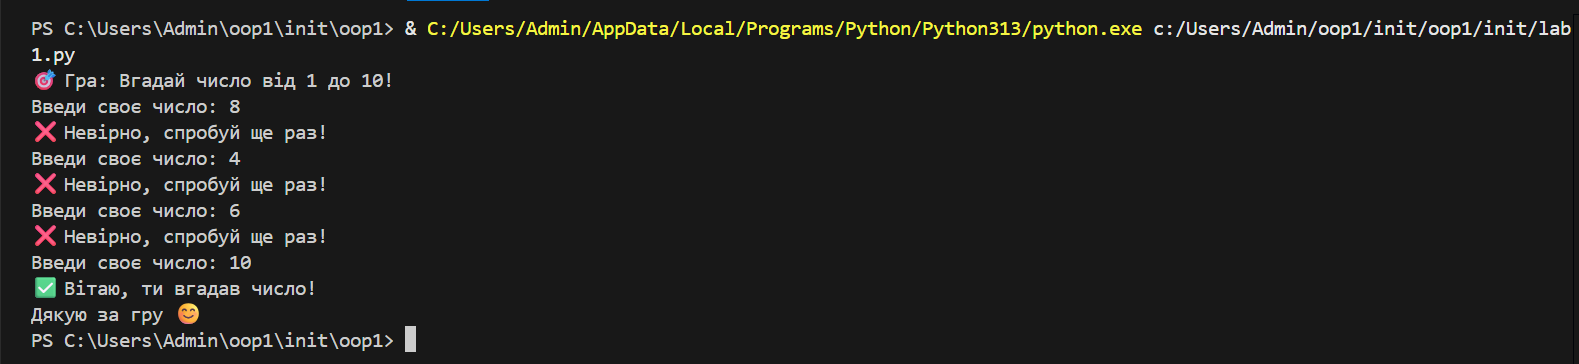 PS C:\Users\Admin\oop1\init\oop1> & C:/Users/Admin/AppData/Local/Programs/Python/Python313/python.exe c:/Users/Admin/oop1/init/oop1/init/lab
1.py
🎯 Гра: Вгадай число від 1 до 10!
Введи своє число: 8
❌ Невірно, спробуй ще раз!
Введи своє число: 4
❌ Невірно, спробуй ще раз!
Введи своє число: 6
❌ Невірно, спробуй ще раз!
Введи своє число: 10
✅ Вітаю, ти вгадав число!
Дякую за гру 😊
PS C:\Users\Admin\oop1\init\oop1>